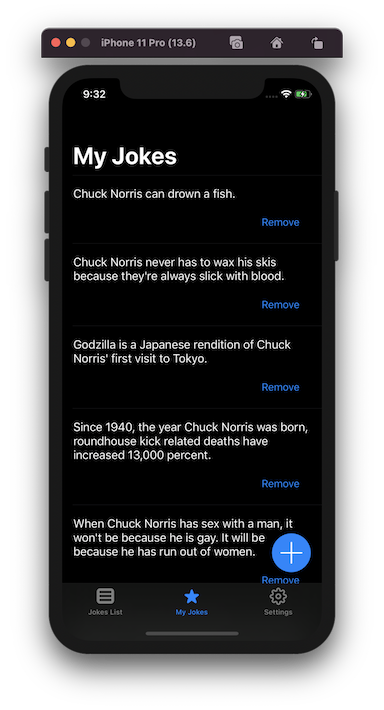 iPhone 11 Pro (13.6)
9:32
My Jokes
Chuck Norris can drown a fish.
Remove
Chuck Norris never has to wax his skis
because they're always slick with blood.
Remove
Godzilla is a Japanese rendition of Chuck
Norris' first visit to Tokyo.
Remove
Since 1940, the year Chuck Norris was born,
roundhouse kick related deaths have
increased 13,000 percent.
Remove
When Chuck Norris has sex with a man, it
won't be because he is gay. It will be
because he has run out of women.
Remove
Jokes List
My Jokes
Settings